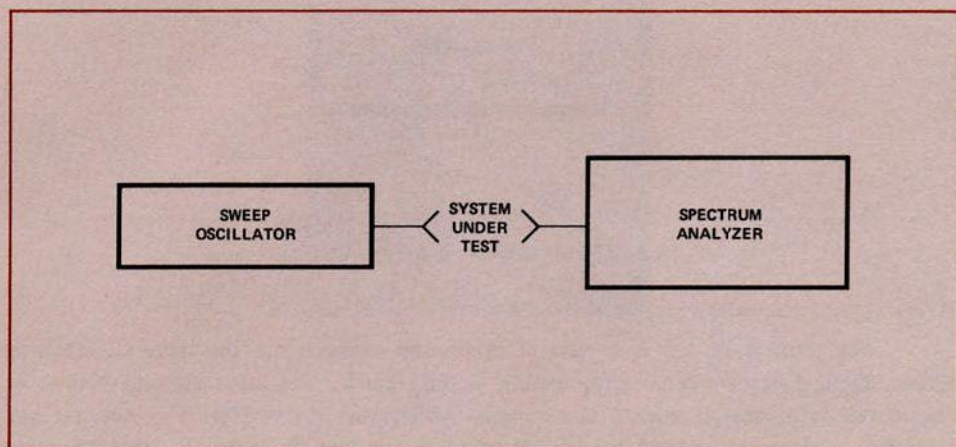 SWEEP
OSCILLATOR
SYSTEM
UNDER
TEST
SPECTRUM
ANALYZER